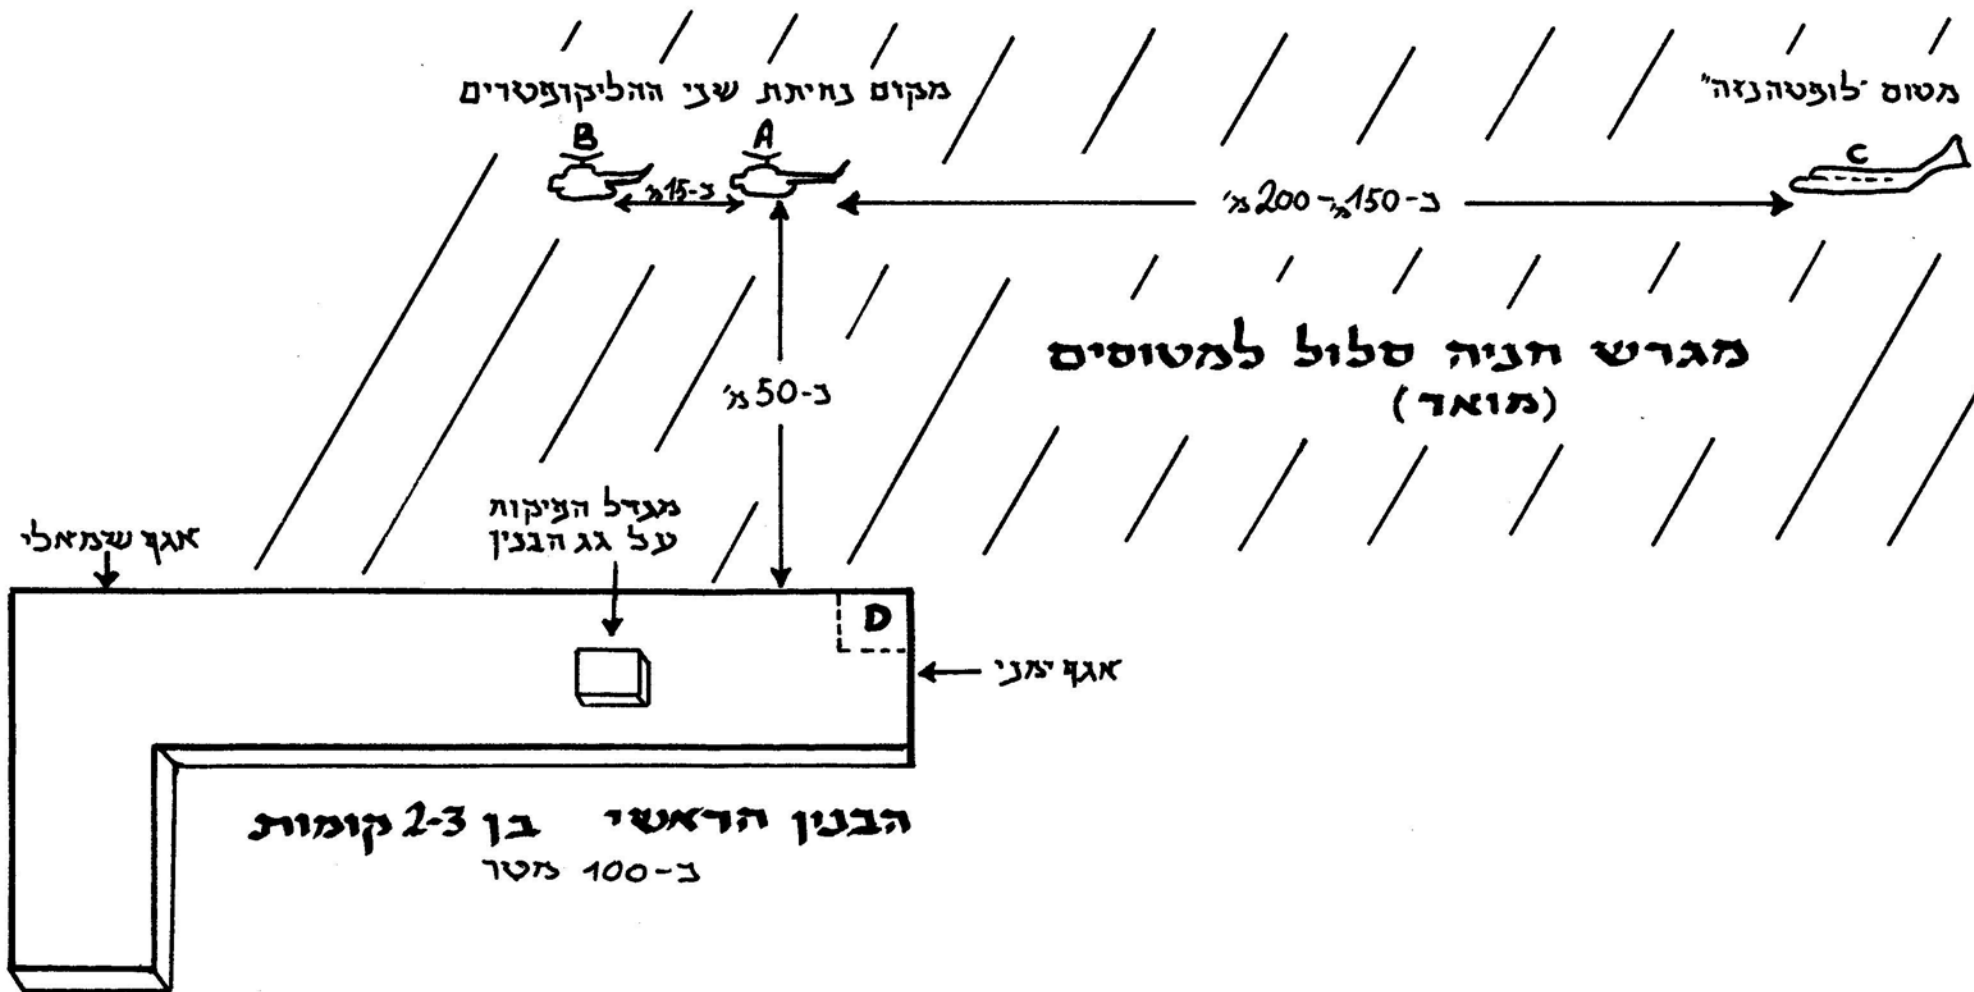 מקום נחיתת שני ההליקופטרים
מטוס "לופטהנזה"
B
A
C
כ-15 מ'
כ-150 מ'-200 מ'
מגרש חניה סלול למטוסים
(מואר)
כ-50 מ'
מגדל הפיקוח
על גג הבנין
אגף שמאלי
D
אגף ימני
הבנין הראשי בן 2-3 קומות
כ-100 מטר